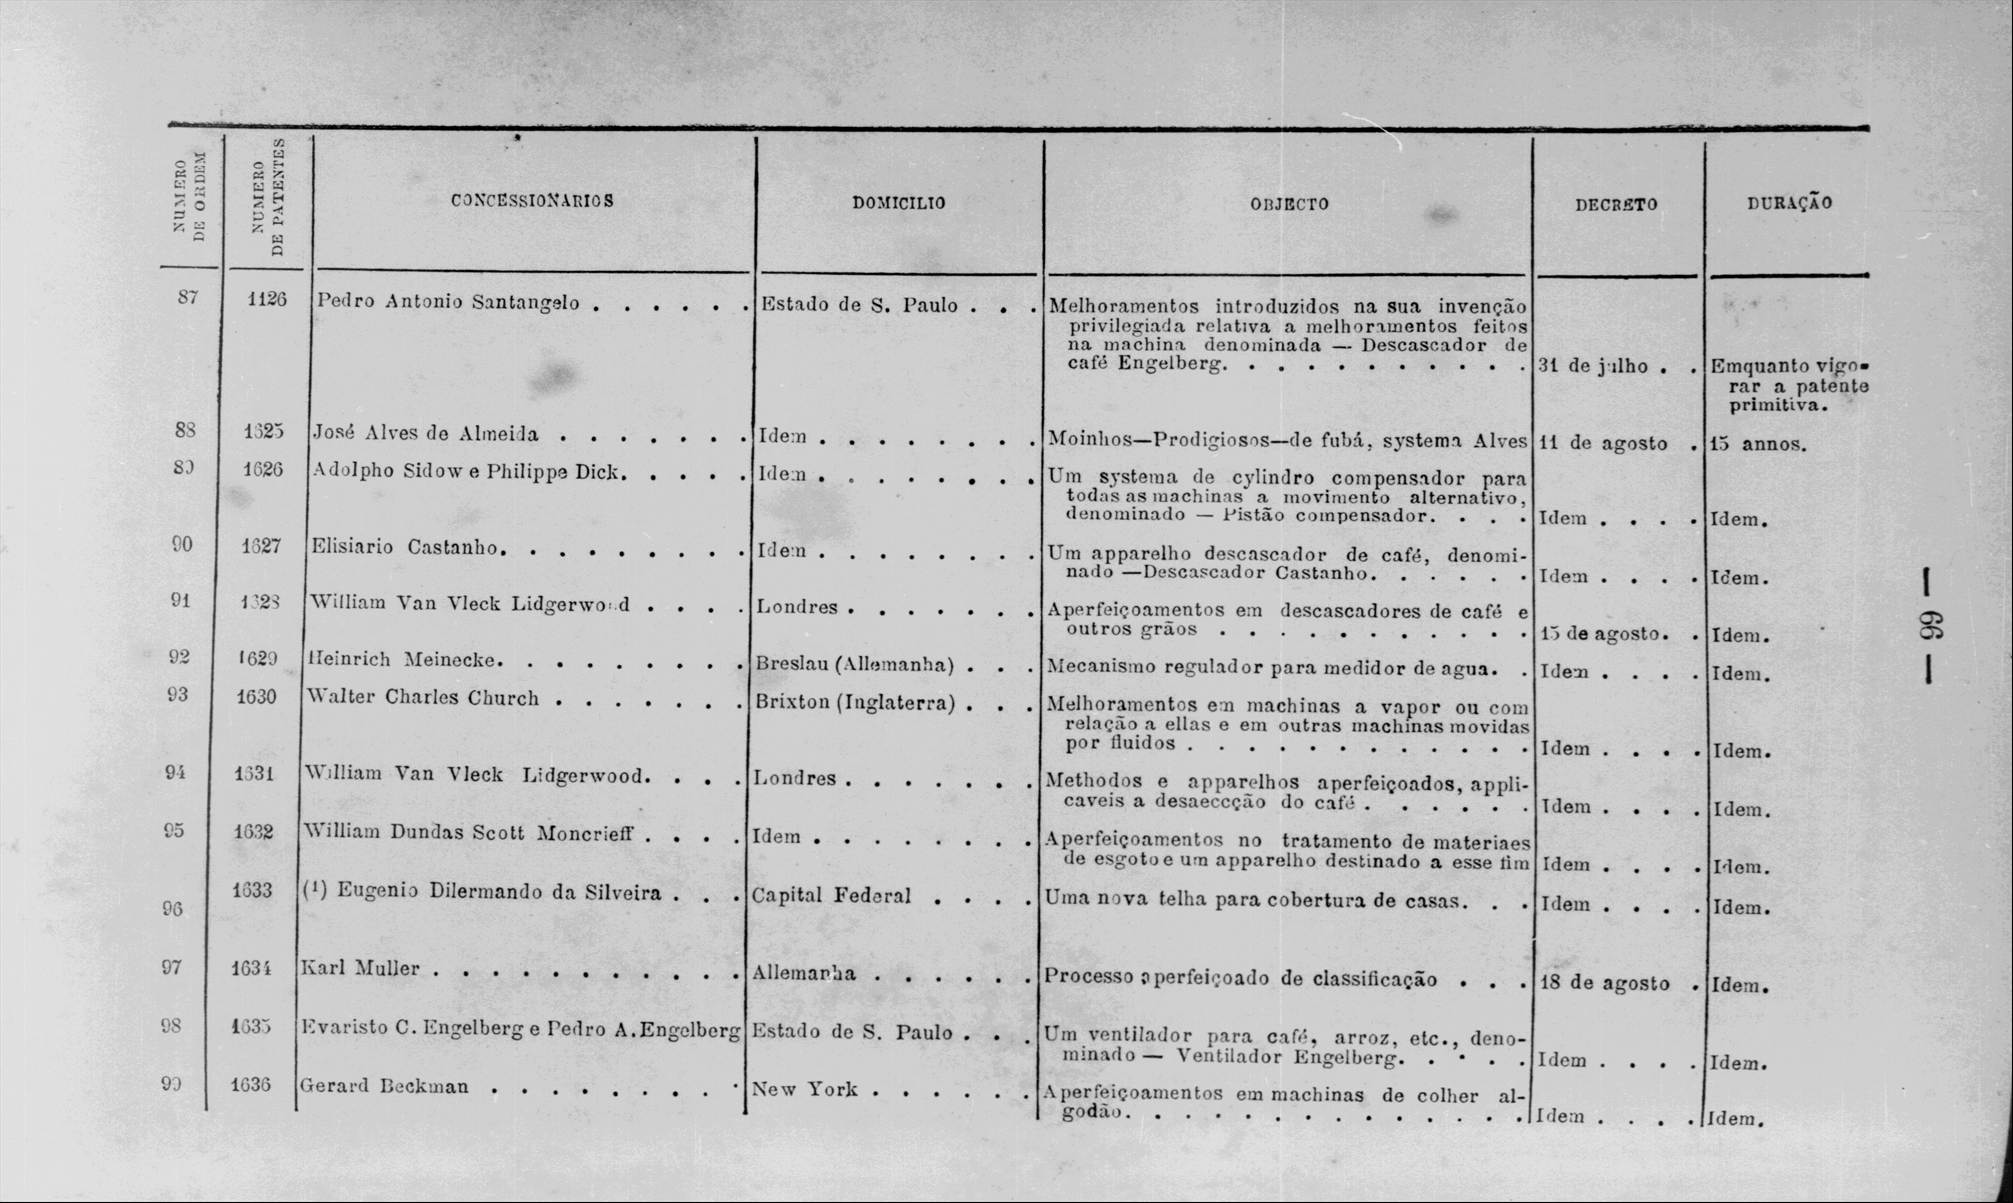 NUMERO DE ORDEM | NUMERO DE PATENTES | CONCESSIONARIOS | DOMICILIO | OBJECTO | DECRETO | DURAÇÃO
87 1126 Pedro Antonio Santangelo . . . . . . Estado de S. Paulo . . . Melhoramentos introduzidos na sua invenção
privilegiada relativa a melhoramentos feitos
na machina denominada — Descascador de
café Engelberg. . . . . . . . . . . 31 de julho . . Emquanto vigo-
rar a patente
primitiva.
88 1625 José Alves de Almeida . . . . . . . Idem . . . . . . . . Moinhos—Prodigiosos—de fubá, systema Alves 11 de agosto . 15 annos.
89 1626 Adolpho Sidow e Philippe Dick. . . . . Idem . . . . . . . . Um systema de cylindro compensador para
todas as machinas a movimento alternativo,
denominado — Pistão compensador. . . . Idem . . . . Idem.
90 1627 Elisiario Castanho. . . . . . . . . Idem . . . . . . . . Um apparelho descascador de café, denomi-
nado —Descascador Castanho. . . . . . Idem . . . . Idem.
91 1628 William Van Vleck Lidgerwood . . . . Londres . . . . . . . Aperfeiçoamentos em descascadores de café e
outros grãos . . . . . . . . . . . 15 de agosto. . Idem.
92 1629 Heinrich Meinecke. . . . . . . . . Breslau (Allemanha) . . . Mecanismo regulador para medidor de agua. . Idem . . . . Idem.
93 1630 Walter Charles Church . . . . . . . Brixton (Inglaterra) . . . Melhoramentos em machinas a vapor ou com
relação a ellas e em outras machinas movidas
por fluidos . . . . . . . . . . . . Idem . . . . Idem.
94 1631 William Van Vleck Lidgerwood. . . . Londres . . . . . . . Methodos e apparelhos aperfeiçoados, appli-
caveis a desaeccção do café . . . . . . Idem . . . . Idem.
95 1632 William Dundas Scott Moncrieff . . . . Idem . . . . . . . . Aperfeiçoamentos no tratamento de materiaes
de esgoto e um apparelho destinado a esse fim Idem . . . . Idem.
96 1633 (1) Eugenio Dilermando da Silveira . . . Capital Federal . . . . Uma nova telha para cobertura de casas. . . Idem . . . . Idem.
97 1634 Karl Muller . . . . . . . . . . . Allemanha . . . . . . Processo aperfeiçoado de classificação . . . 18 de agosto . Idem.
98 1635 Evaristo C. Engelberg e Pedro A. Engelberg Estado de S. Paulo . . . Um ventilador para café, arroz, etc., deno-
minado — Ventilador Engelberg. . . . . Idem . . . . Idem.
99 1636 Gerard Beckman . . . . . . . . . New York . . . . . . Aperfeiçoamentos em machinas de colher al-
godão. . . . . . . . . . . . . . Idem . . . . Idem.
— 66 —